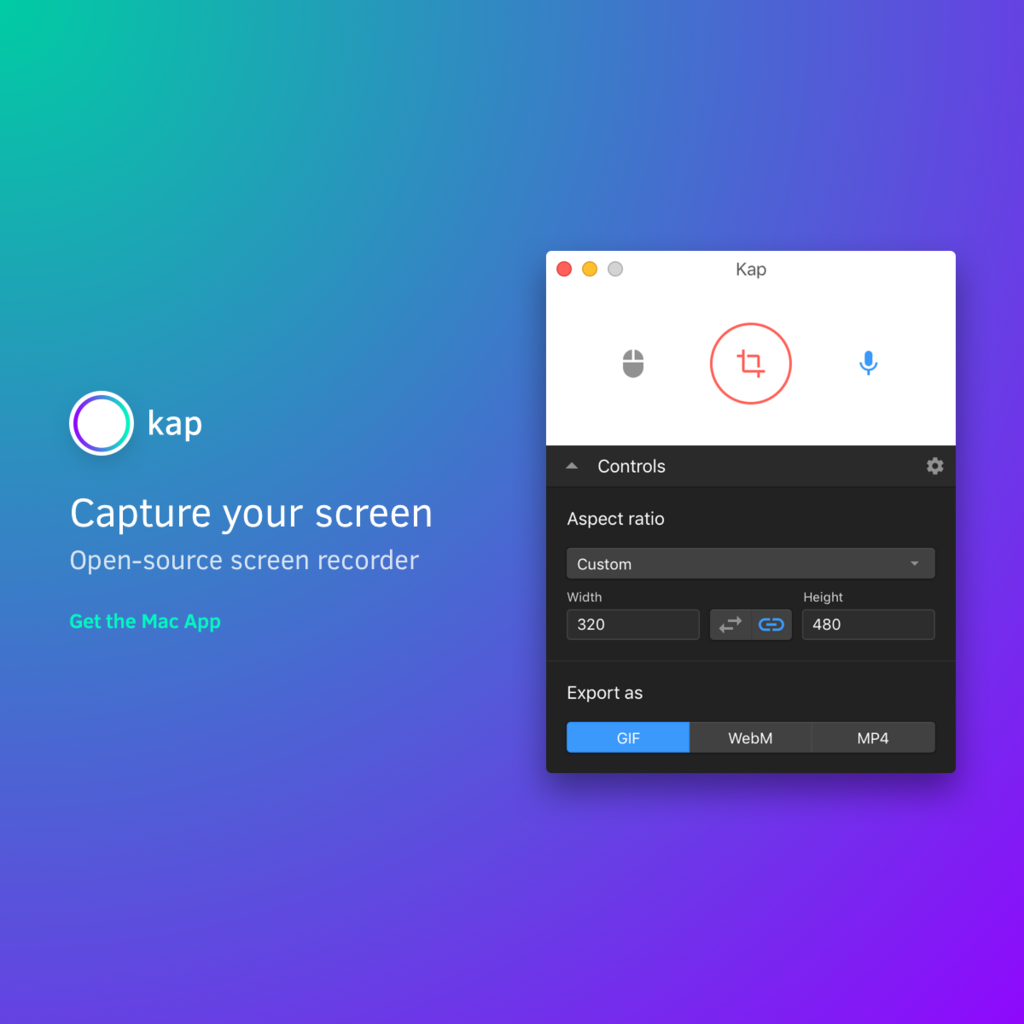 kap
Capture your screen
Open-source screen recorder
Get the Mac App
Kap
Controls
Aspect ratio
Custom
Width Height
320 480
Export as
GIF WebM MP4